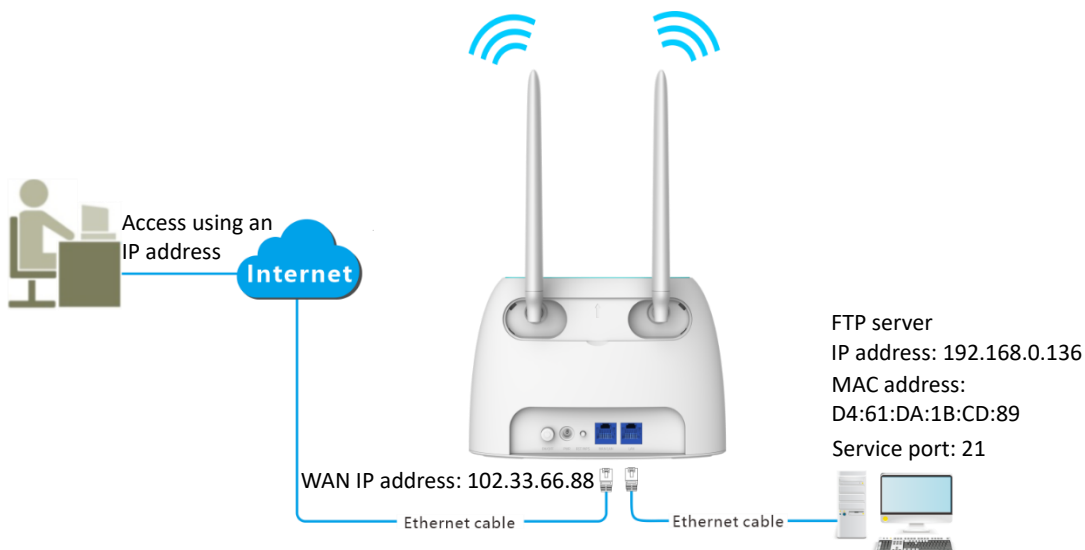 Access using an
IP address
Internet
FTP server
IP address: 192.168.0.136
MAC address:
D4:61:DA:1B:CD:89
Service port: 21
WAN IP address: 102.33.66.88
Ethernet cable
Ethernet cable